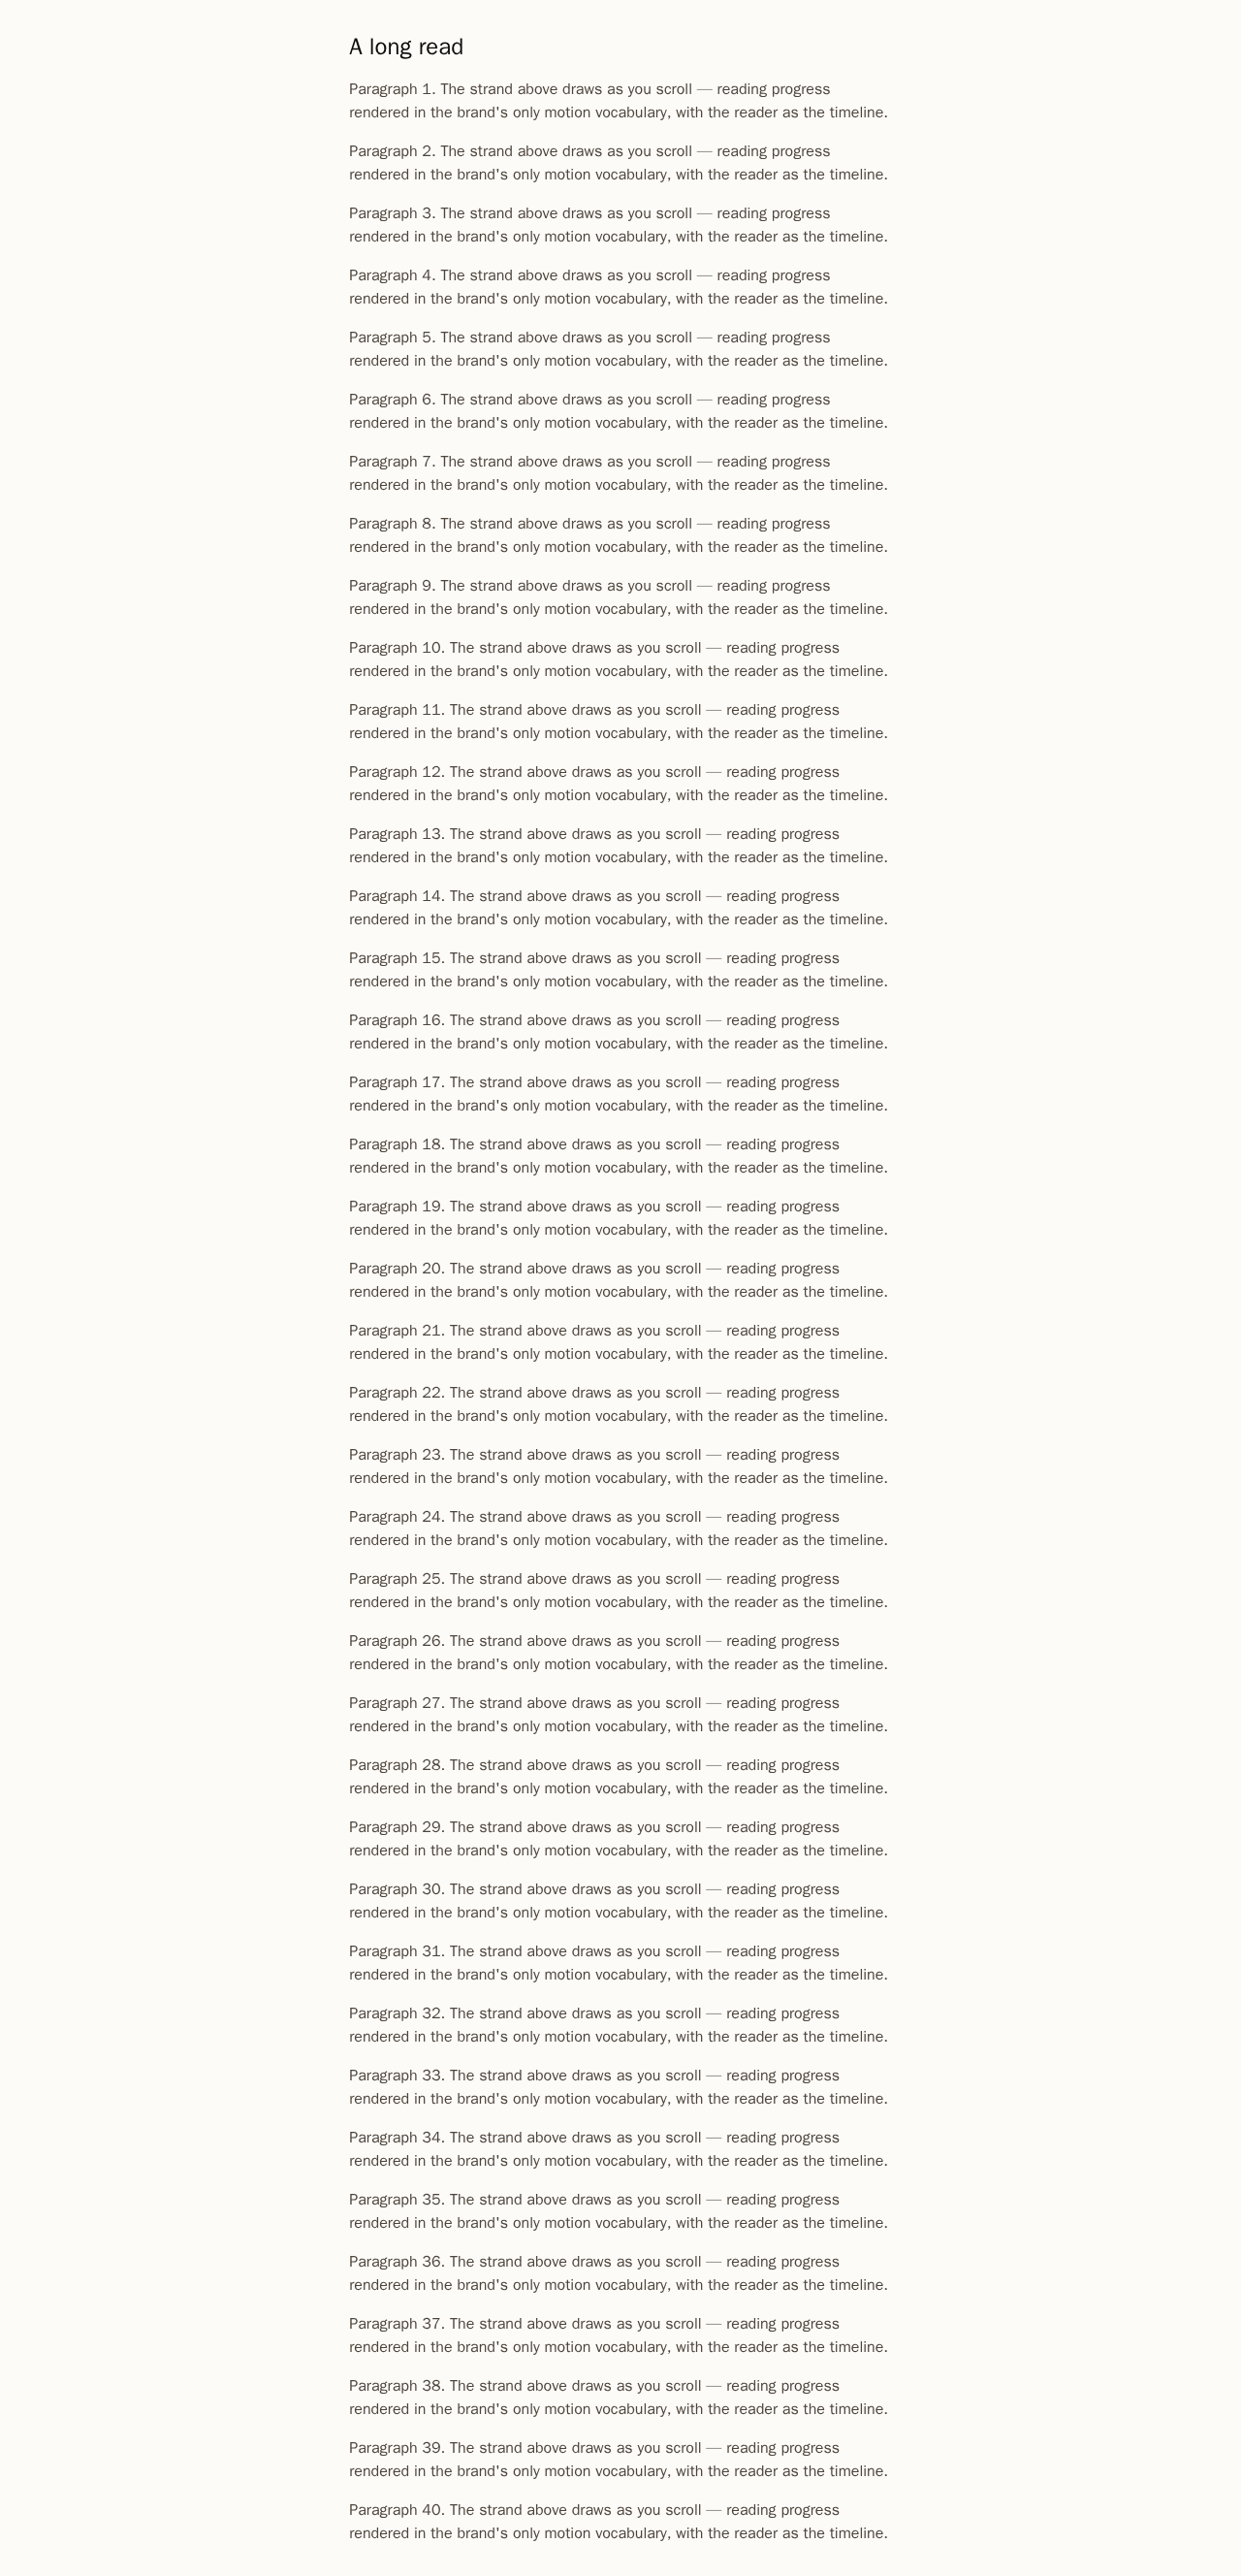 A long read
Paragraph 1. The strand above draws as you scroll — reading progress
rendered in the brand's only motion vocabulary, with the reader as the timeline.
Paragraph 2. The strand above draws as you scroll — reading progress
rendered in the brand's only motion vocabulary, with the reader as the timeline.
Paragraph 3. The strand above draws as you scroll — reading progress
rendered in the brand's only motion vocabulary, with the reader as the timeline.
Paragraph 4. The strand above draws as you scroll — reading progress
rendered in the brand's only motion vocabulary, with the reader as the timeline.
Paragraph 5. The strand above draws as you scroll — reading progress
rendered in the brand's only motion vocabulary, with the reader as the timeline.
Paragraph 6. The strand above draws as you scroll — reading progress
rendered in the brand's only motion vocabulary, with the reader as the timeline.
Paragraph 7. The strand above draws as you scroll — reading progress
rendered in the brand's only motion vocabulary, with the reader as the timeline.
Paragraph 8. The strand above draws as you scroll — reading progress
rendered in the brand's only motion vocabulary, with the reader as the timeline.
Paragraph 9. The strand above draws as you scroll — reading progress
rendered in the brand's only motion vocabulary, with the reader as the timeline.
Paragraph 10. The strand above draws as you scroll — reading progress
rendered in the brand's only motion vocabulary, with the reader as the timeline.
Paragraph 11. The strand above draws as you scroll — reading progress
rendered in the brand's only motion vocabulary, with the reader as the timeline.
Paragraph 12. The strand above draws as you scroll — reading progress
rendered in the brand's only motion vocabulary, with the reader as the timeline.
Paragraph 13. The strand above draws as you scroll — reading progress
rendered in the brand's only motion vocabulary, with the reader as the timeline.
Paragraph 14. The strand above draws as you scroll — reading progress
rendered in the brand's only motion vocabulary, with the reader as the timeline.
Paragraph 15. The strand above draws as you scroll — reading progress
rendered in the brand's only motion vocabulary, with the reader as the timeline.
Paragraph 16. The strand above draws as you scroll — reading progress
rendered in the brand's only motion vocabulary, with the reader as the timeline.
Paragraph 17. The strand above draws as you scroll — reading progress
rendered in the brand's only motion vocabulary, with the reader as the timeline.
Paragraph 18. The strand above draws as you scroll — reading progress
rendered in the brand's only motion vocabulary, with the reader as the timeline.
Paragraph 19. The strand above draws as you scroll — reading progress
rendered in the brand's only motion vocabulary, with the reader as the timeline.
Paragraph 20. The strand above draws as you scroll — reading progress
rendered in the brand's only motion vocabulary, with the reader as the timeline.
Paragraph 21. The strand above draws as you scroll — reading progress
rendered in the brand's only motion vocabulary, with the reader as the timeline.
Paragraph 22. The strand above draws as you scroll — reading progress
rendered in the brand's only motion vocabulary, with the reader as the timeline.
Paragraph 23. The strand above draws as you scroll — reading progress
rendered in the brand's only motion vocabulary, with the reader as the timeline.
Paragraph 24. The strand above draws as you scroll — reading progress
rendered in the brand's only motion vocabulary, with the reader as the timeline.
Paragraph 25. The strand above draws as you scroll — reading progress
rendered in the brand's only motion vocabulary, with the reader as the timeline.
Paragraph 26. The strand above draws as you scroll — reading progress
rendered in the brand's only motion vocabulary, with the reader as the timeline.
Paragraph 27. The strand above draws as you scroll — reading progress
rendered in the brand's only motion vocabulary, with the reader as the timeline.
Paragraph 28. The strand above draws as you scroll — reading progress
rendered in the brand's only motion vocabulary, with the reader as the timeline.
Paragraph 29. The strand above draws as you scroll — reading progress
rendered in the brand's only motion vocabulary, with the reader as the timeline.
Paragraph 30. The strand above draws as you scroll — reading progress
rendered in the brand's only motion vocabulary, with the reader as the timeline.
Paragraph 31. The strand above draws as you scroll — reading progress
rendered in the brand's only motion vocabulary, with the reader as the timeline.
Paragraph 32. The strand above draws as you scroll — reading progress
rendered in the brand's only motion vocabulary, with the reader as the timeline.
Paragraph 33. The strand above draws as you scroll — reading progress
rendered in the brand's only motion vocabulary, with the reader as the timeline.
Paragraph 34. The strand above draws as you scroll — reading progress
rendered in the brand's only motion vocabulary, with the reader as the timeline.
Paragraph 35. The strand above draws as you scroll — reading progress
rendered in the brand's only motion vocabulary, with the reader as the timeline.
Paragraph 36. The strand above draws as you scroll — reading progress
rendered in the brand's only motion vocabulary, with the reader as the timeline.
Paragraph 37. The strand above draws as you scroll — reading progress
rendered in the brand's only motion vocabulary, with the reader as the timeline.
Paragraph 38. The strand above draws as you scroll — reading progress
rendered in the brand's only motion vocabulary, with the reader as the timeline.
Paragraph 39. The strand above draws as you scroll — reading progress
rendered in the brand's only motion vocabulary, with the reader as the timeline.
Paragraph 40. The strand above draws as you scroll — reading progress
rendered in the brand's only motion vocabulary, with the reader as the timeline.